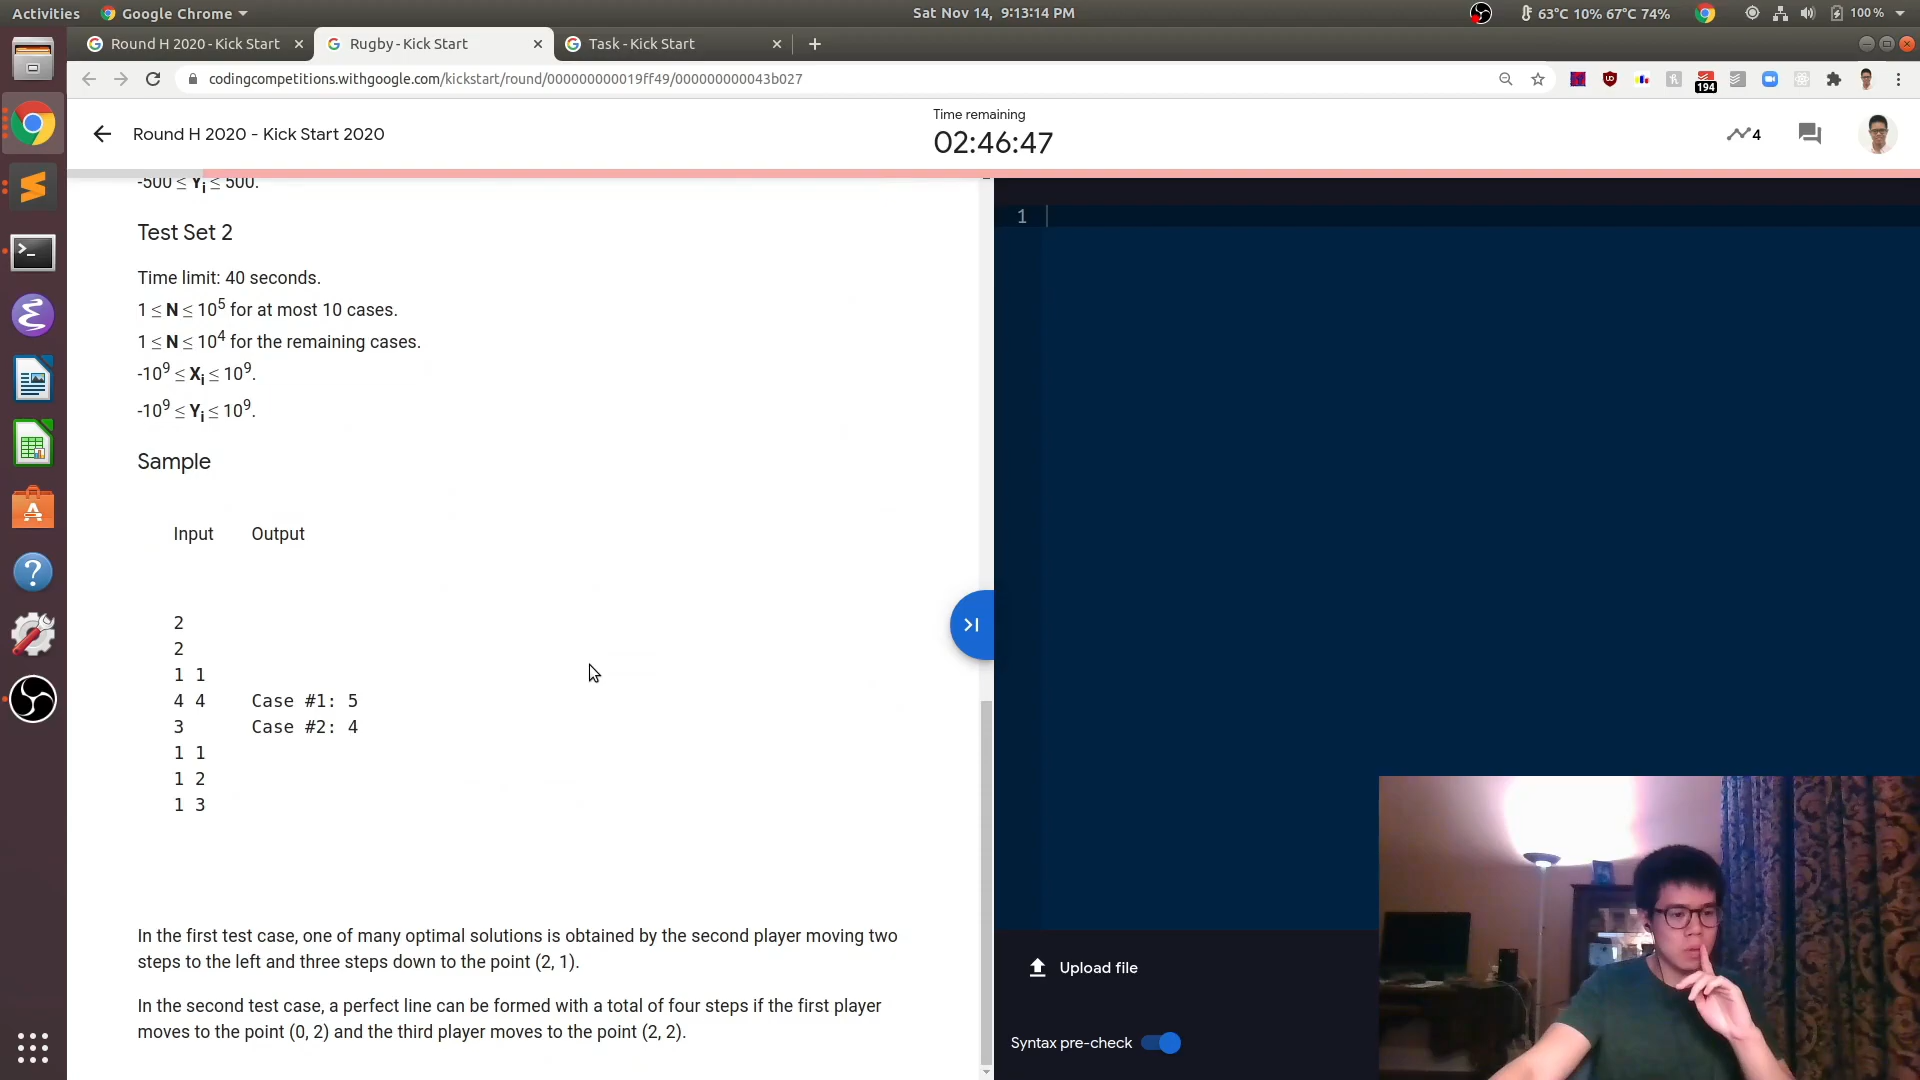 Activities
Google Chrome
Sat Nov 14, 9:13:14 PM
63°C 10% 67°C 74%
100 %
Round H 2020 - Kick Start
Rugby - Kick Start
Task - Kick Start
codingcompetitions.withgoogle.com/kickstart/round/000000000019ff49/000000000043b027
194
Round H 2020 - Kick Start 2020
Time remaining
02:46:47
4
-500 ≤ Yi ≤ 500.
Test Set 2
Time limit: 40 seconds.
1 ≤ N ≤ 10^5 for at most 10 cases.
1 ≤ N ≤ 10^4 for the remaining cases.
-10^9 ≤ Xi ≤ 10^9.
-10^9 ≤ Yi ≤ 10^9.
Sample
Input Output
2
2
1 1
4 4 Case #1: 5
3 Case #2: 4
1 1
1 2
1 3
In the first test case, one of many optimal solutions is obtained by the second player moving two
steps to the left and three steps down to the point (2, 1).
In the second test case, a perfect line can be formed with a total of four steps if the first player
moves to the point (0, 2) and the third player moves to the point (2, 2).
1
Upload file
Syntax pre-check